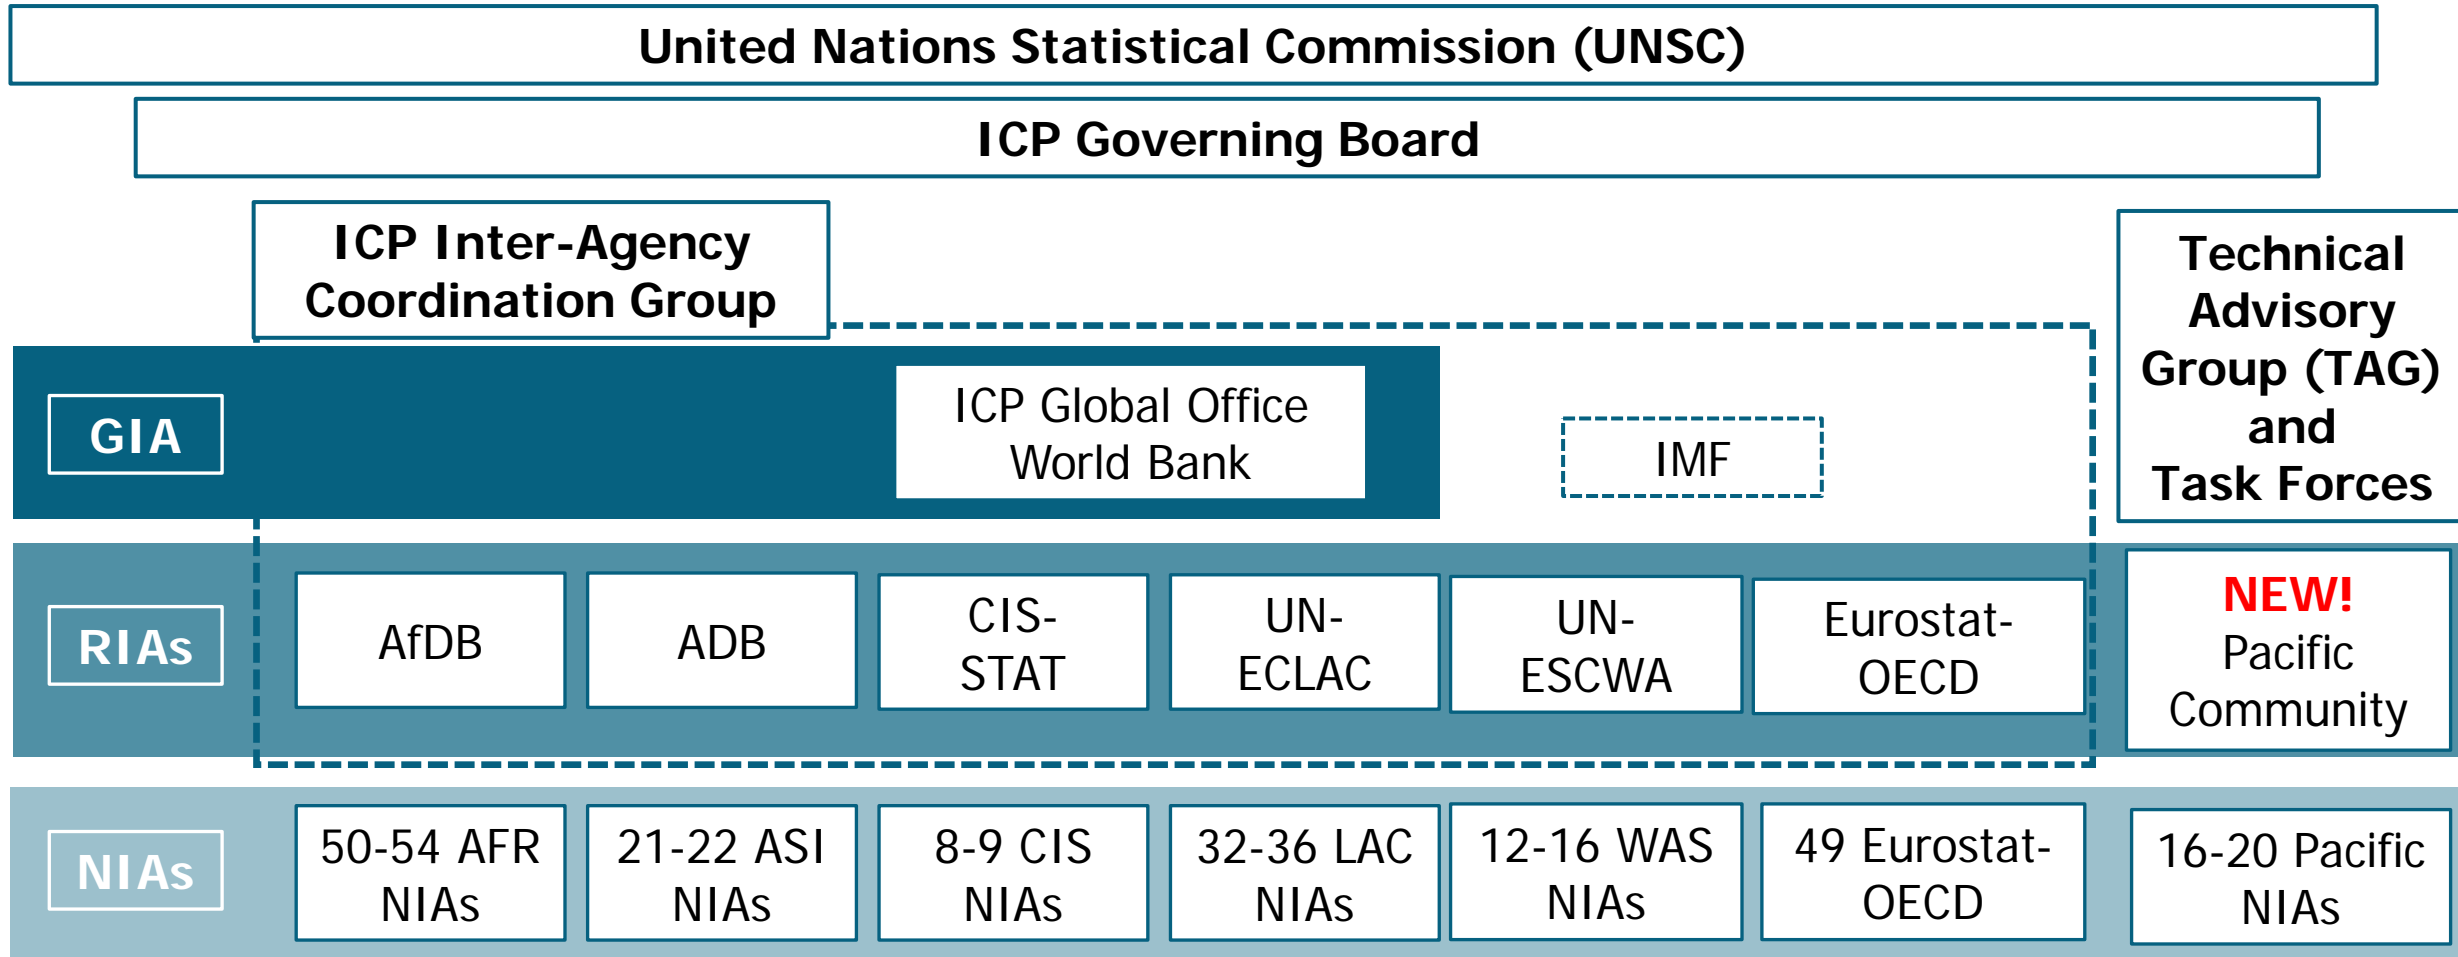 United Nations Statistical Commission (UNSC)
ICP Governing Board
ICP Inter-Agency
Coordination Group
Technical
Advisory
Group (TAG)
and
Task Forces
GIA
ICP Global Office
World Bank
IMF
RIAs
AfDB
ADB
CIS-
STAT
UN-
ECLAC
UN-
ESCWA
Eurostat-
OECD
NEW!
Pacific
Community
NIAs
50-54 AFR
NIAs
21-22 ASI
NIAs
8-9 CIS
NIAs
32-36 LAC
NIAs
12-16 WAS
NIAs
49 Eurostat-
OECD
16-20 Pacific
NIAs